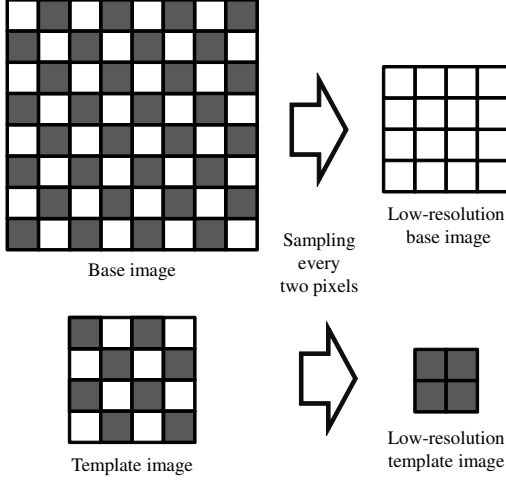 Base image
Sampling
every
two pixels
Low-resolution
base image
Template image
Low-resolution
template image